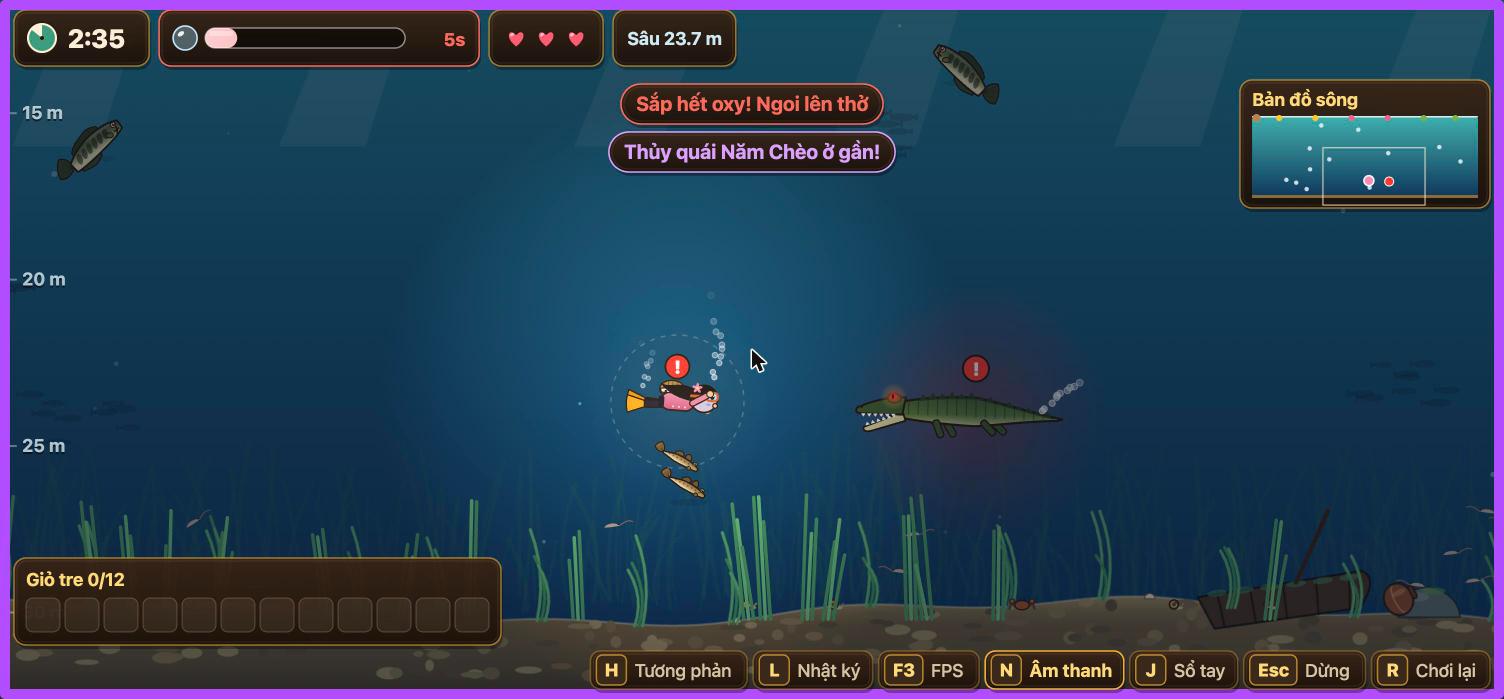 2:35
5s
Sâu 23.7 m
Sắp hết oxy! Ngoi lên thở
Thủy quái Năm Chèo ở gần!
Bản đồ sông
15 m
20 m
!
!
25 m
Giỏ tre 0/12
H Tương phản
L Nhật ký
F3 FPS
N Âm thanh
J Sổ tay
Esc Dừng
R Chơi lại